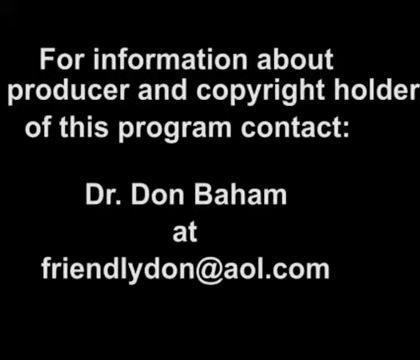 For information about
producer and copyright holder
of this program contact:
Dr. Don Baham
at
friendlydon@aol.com